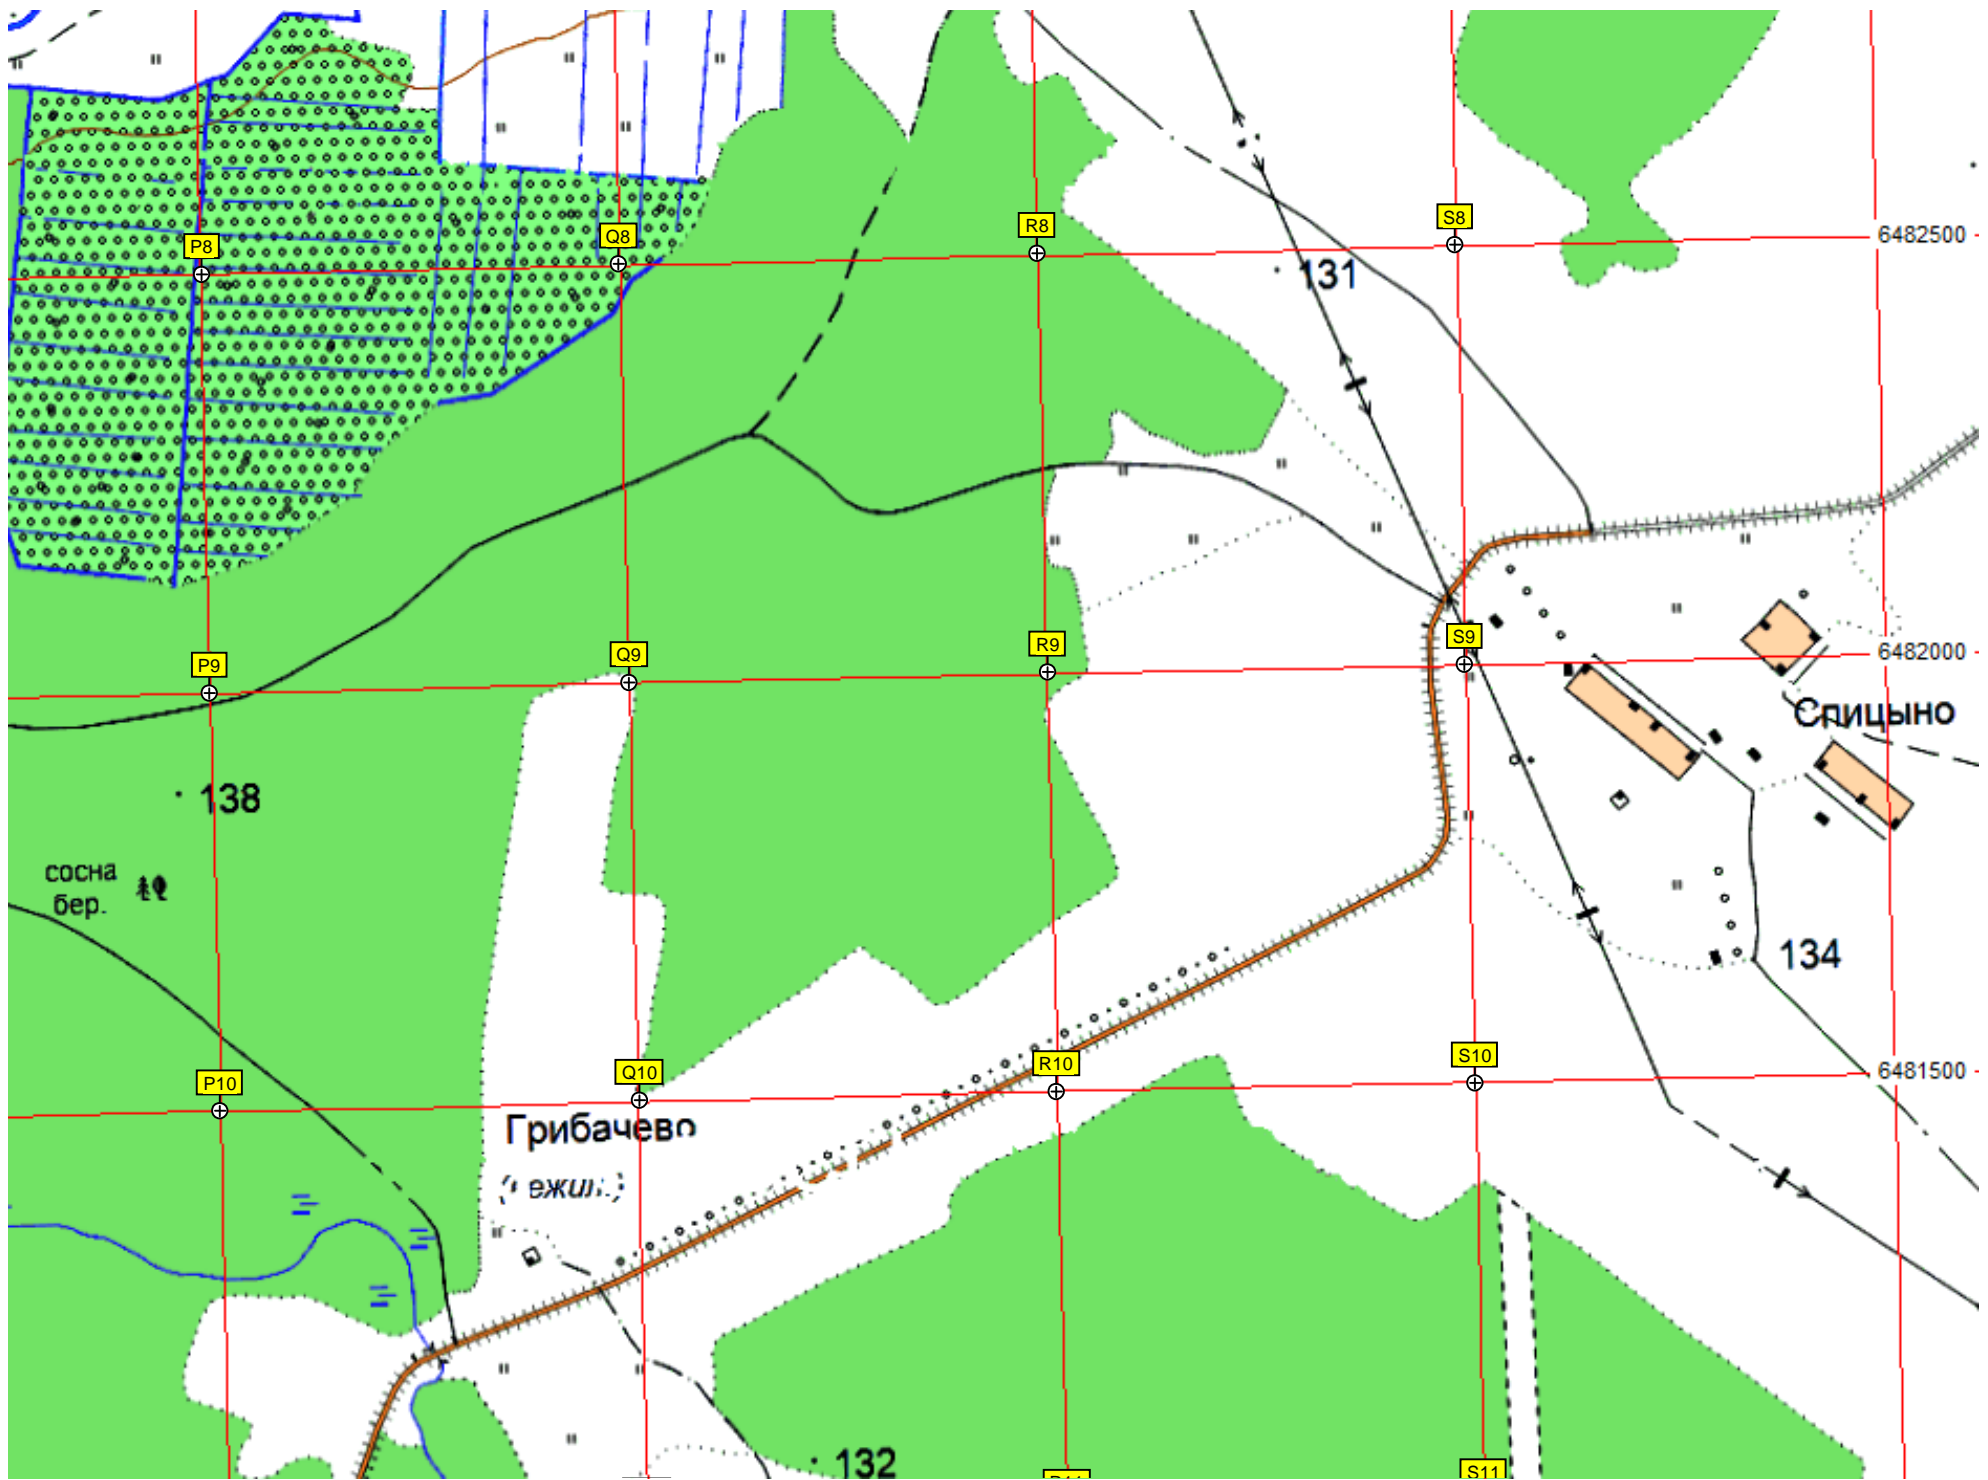 S8
R8
Q8
P8
6482500
131
S9
R9
Q9
P9
6482000
Спицыно
138
сосна
бер.
134
S10
R10
Q10
P10
6481500
Грибачево
S11
132